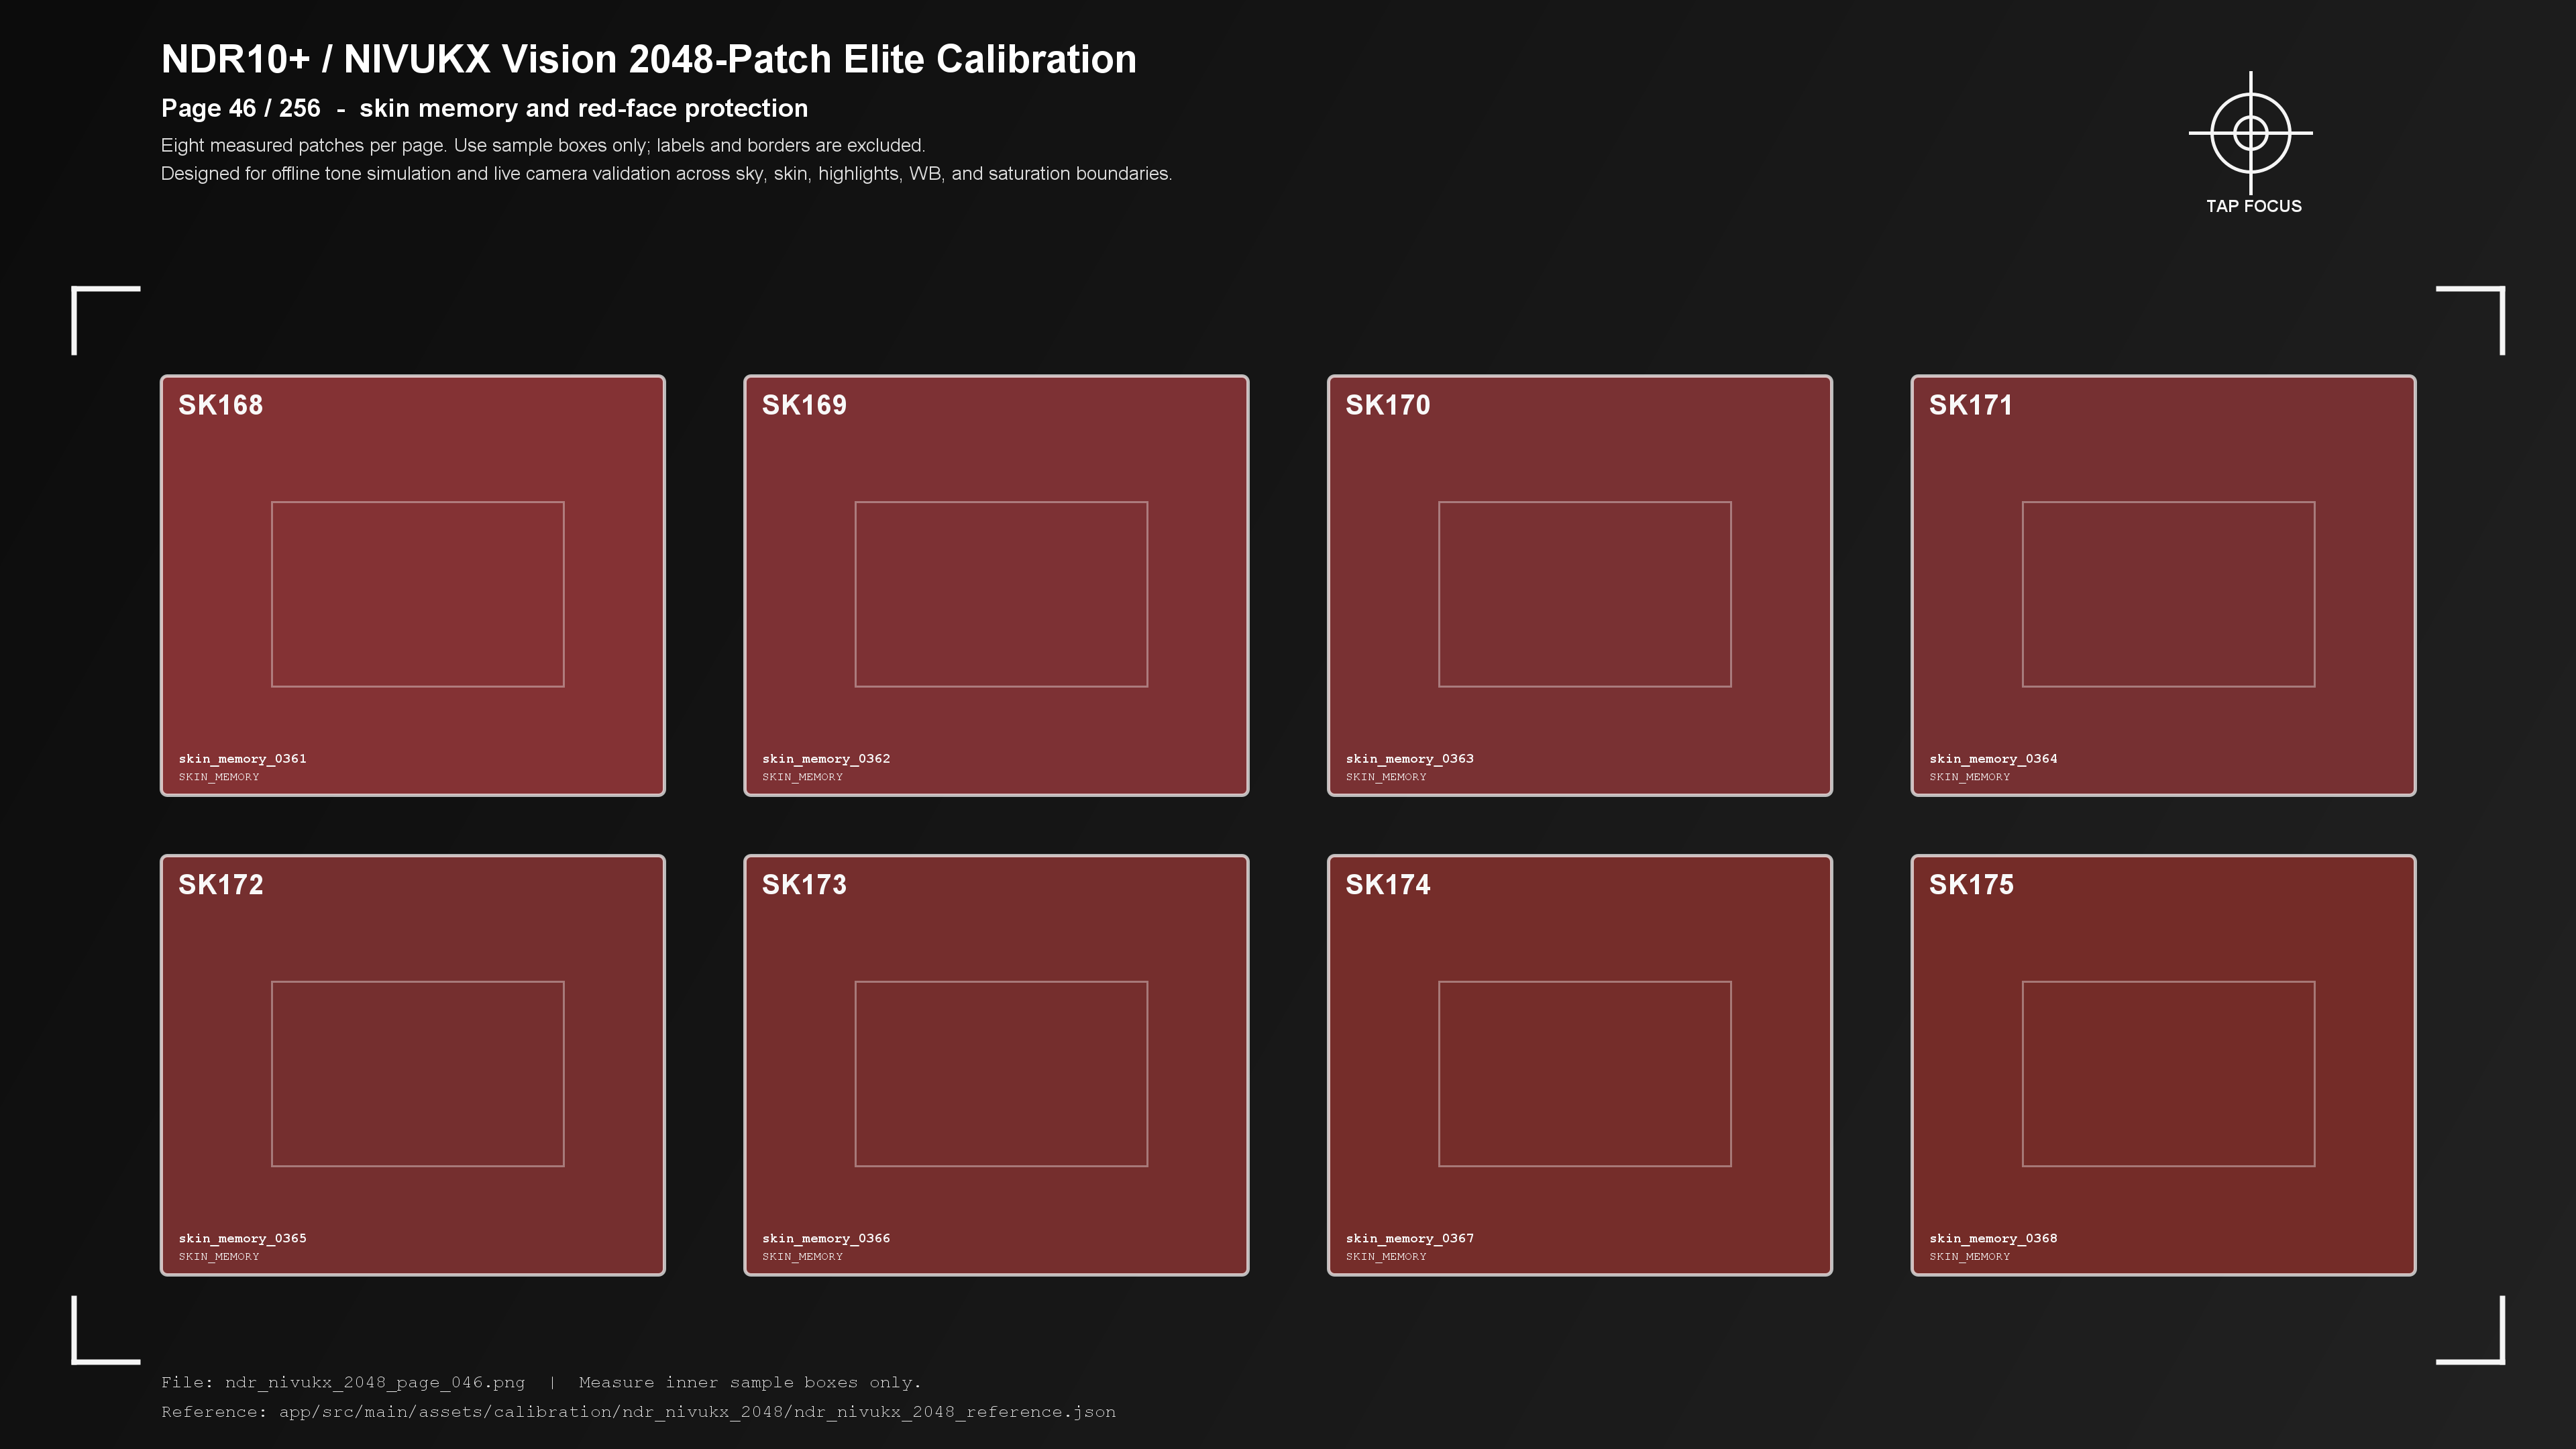 NDR10+ / NIVUKX Vision 2048-Patch Elite Calibration
Page 46 / 256 - skin memory and red-face protection
Eight measured patches per page. Use sample boxes only; labels and borders are excluded.
Designed for offline tone simulation and live camera validation across sky, skin, highlights, WB, and saturation boundaries.
TAP FOCUS
SK168
skin_memory_0361
SKIN_MEMORY
SK169
skin_memory_0362
SKIN_MEMORY
SK170
skin_memory_0363
SKIN_MEMORY
SK171
skin_memory_0364
SKIN_MEMORY
SK172
skin_memory_0365
SKIN_MEMORY
SK173
skin_memory_0366
SKIN_MEMORY
SK174
skin_memory_0367
SKIN_MEMORY
SK175
skin_memory_0368
SKIN_MEMORY
File: ndr_nivukx_2048_page_046.png | Measure inner sample boxes only.
Reference: app/src/main/assets/calibration/ndr_nivukx_2048/ndr_nivukx_2048_reference.json